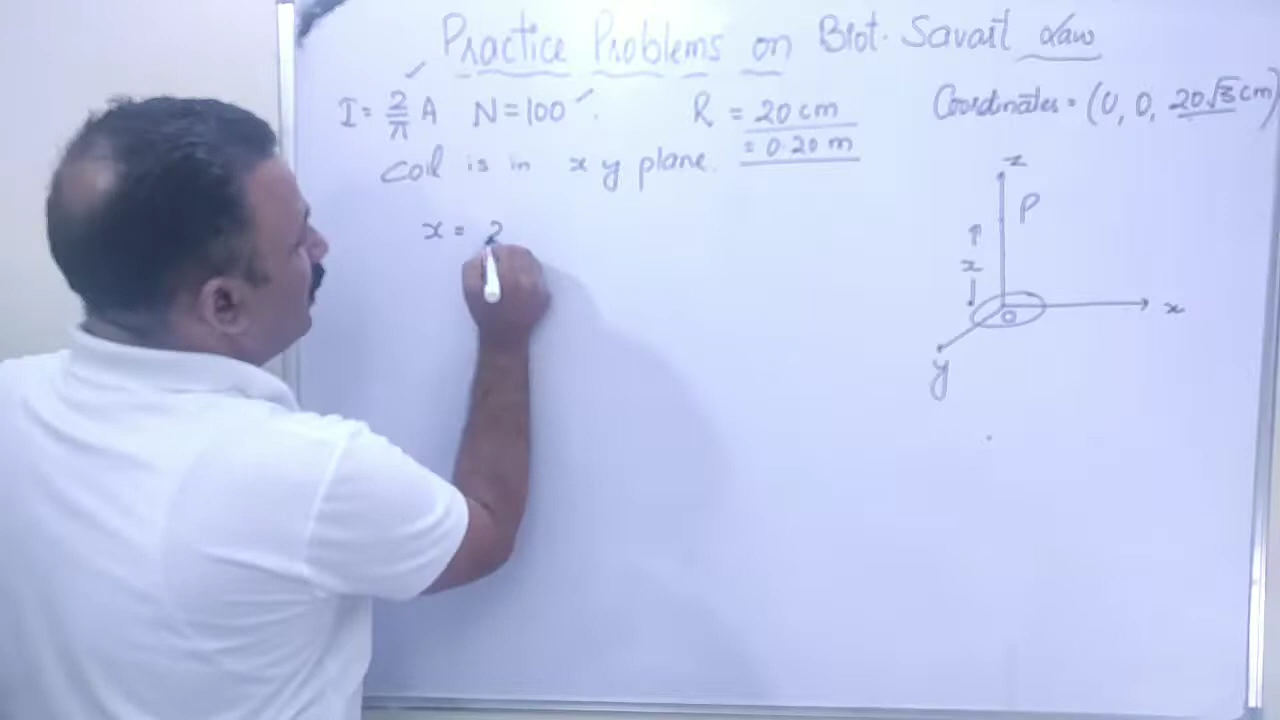 Practice Problems on Biot. Savart Law
I = 2/π A N = 100 R = 20 cm Coordinates = (0, 0, 20√3 cm)
= 0.20 m
coil is in x y plane.
x = 2
z
P
x
O
x
y